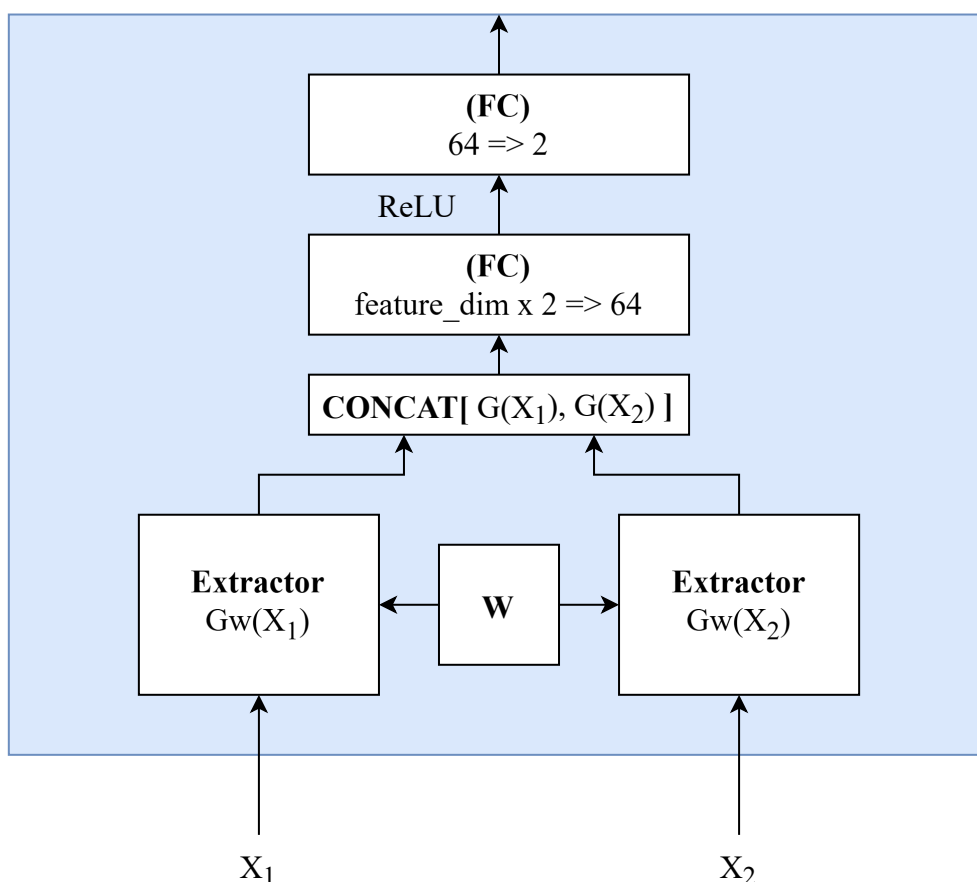 (FC)
64 => 2
ReLU
(FC)
feature_dim x 2 => 64
CONCAT[ G(X₁), G(X₂) ]
Extractor
Gw(X₁)
W
Extractor
Gw(X₂)
X₁
X₂